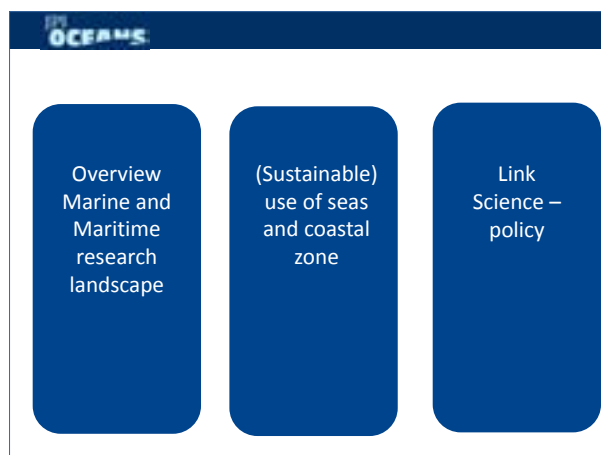 OCEANS
Overview
Marine and
Maritime
research
landscape
(Sustainable)
use of seas
and coastal
zone
Link
Science –
policy